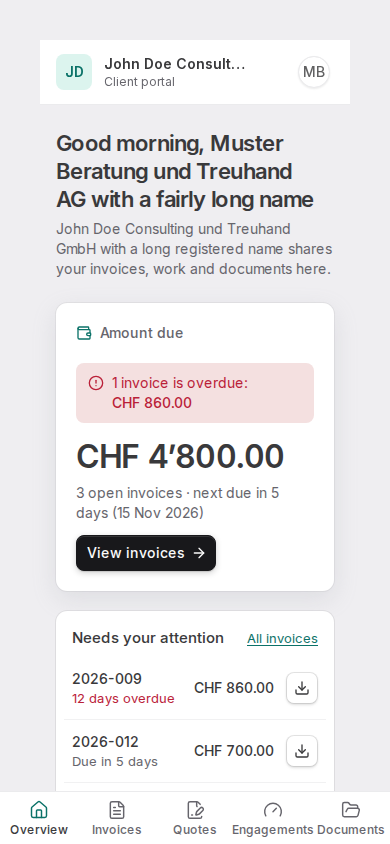 JD
John Doe Consult…
Client portal
MB
Good morning, Muster
Beratung und Treuhand
AG with a fairly long name
John Doe Consulting und Treuhand
GmbH with a long registered name shares
your invoices, work and documents here.
Amount due
1 invoice is overdue:
CHF 860.00
CHF 4’800.00
3 open invoices · next due in 5
days (15 Nov 2026)
View invoices
Needs your attention
All invoices
2026-009
12 days overdue
CHF 860.00
2026-012
Due in 5 days
CHF 700.00
Overview
Invoices
Quotes
Engagements
Documents